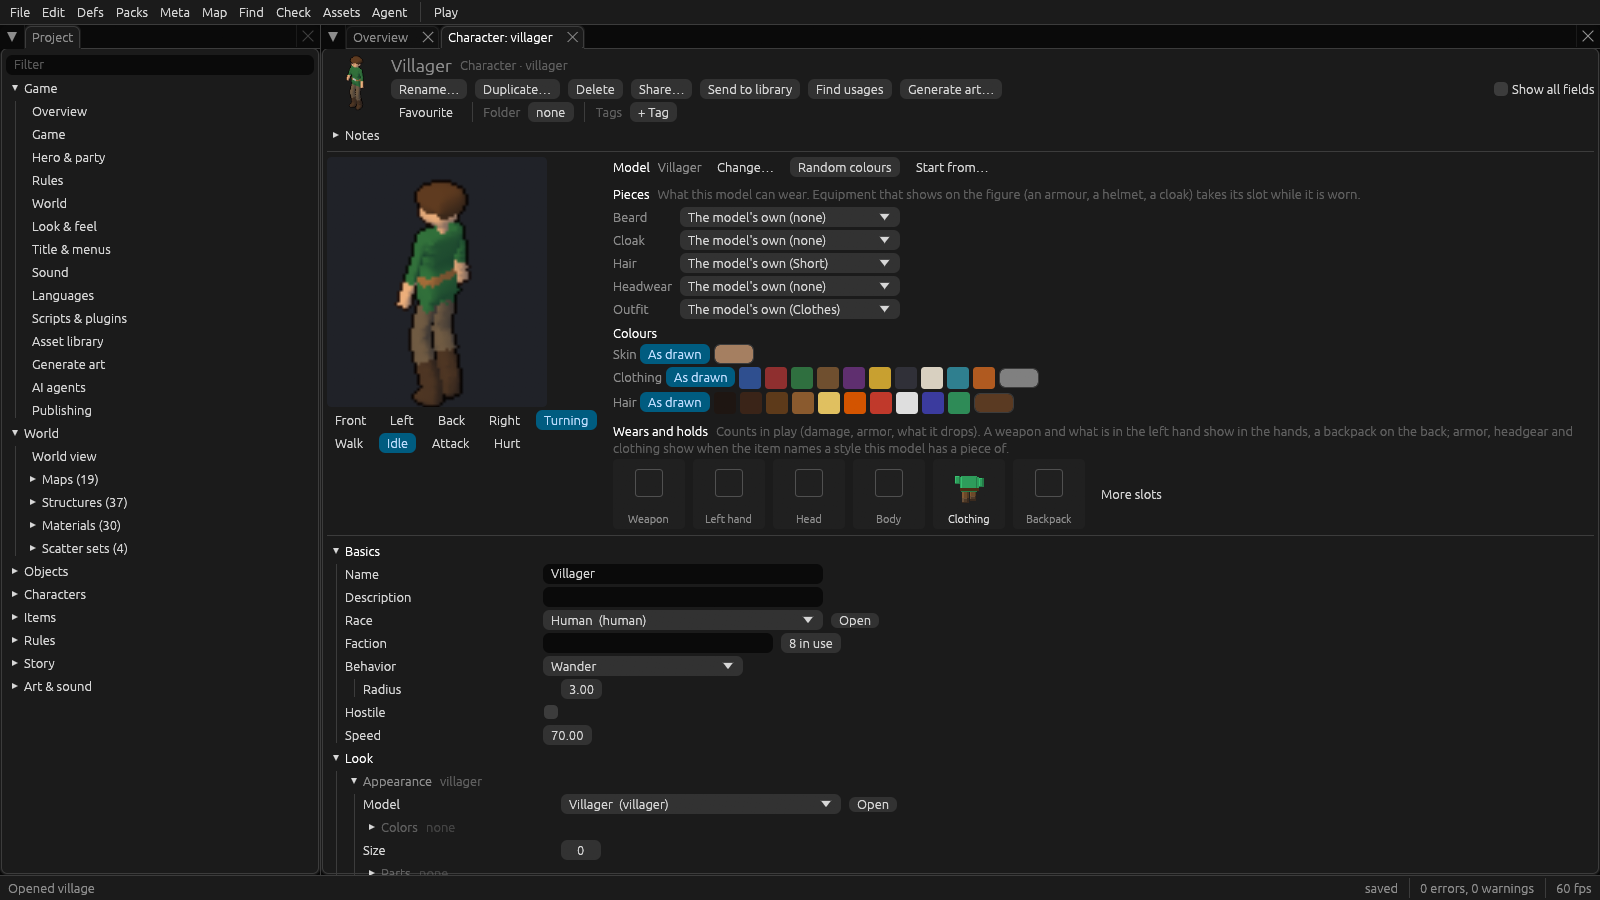 File Edit Defs Packs Meta Map Find Check Assets Agent Play
Project
Overview Character: villager
Filter
Game
Overview
Game
Hero & party
Rules
World
Look & feel
Title & menus
Sound
Languages
Scripts & plugins
Asset library
Generate art
AI agents
Publishing
World
World view
Maps (19)
Structures (37)
Materials (30)
Scatter sets (4)
Objects
Characters
Items
Rules
Story
Art & sound
Villager Character · villager
Rename… Duplicate… Delete Share… Send to library Find usages Generate art… Show all fields
Favourite Folder none Tags + Tag
Notes
Model Villager Change… Random colours Start from…
Pieces What this model can wear. Equipment that shows on the figure (an armour, a helmet, a cloak) takes its slot while it is worn.
Beard The model's own (none)
Cloak The model's own (none)
Hair The model's own (Short)
Headwear The model's own (none)
Outfit The model's own (Clothes)
Colours
Skin As drawn
Clothing As drawn
Hair As drawn
Front Left Back Right Turning
Walk Idle Attack Hurt
Wears and holds Counts in play (damage, armor, what it drops). A weapon and what is in the left hand show in the hands, a backpack on the back; armor, headgear and
clothing show when the item names a style this model has a piece of.
Weapon Left hand Head Body Clothing Backpack More slots
Basics
Name Villager
Description
Race Human (human) Open
Faction 8 in use
Behavior Wander
Radius 3.00
Hostile
Speed 70.00
Look
Appearance villager
Model Villager (villager) Open
Colors none
Size 0
Parts none
Opened village saved 0 errors, 0 warnings 60 fps